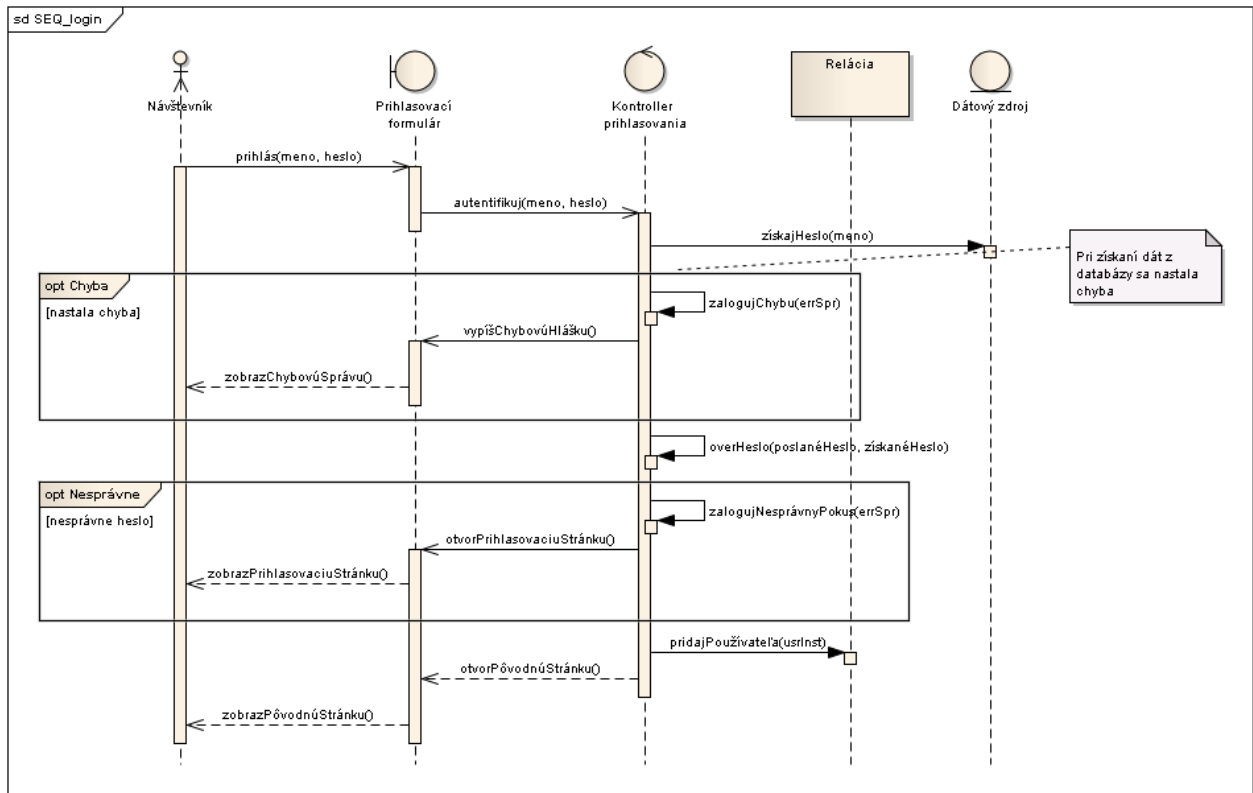 sd SEQ_login
Návštevník
Prihlasovací
formulár
Kontroller
prihlasovania
Relácia
Dátový zdroj
prihlás(meno, heslo)
autentifikuj(meno, heslo)
získajHeslo(meno)
Pri získaní dát z
databázy sa nastala
chyba
opt Chyba
[nastala chyba]
zalogujChybu(errSpr)
vypíšChybovúHlášku()
zobrazChybovúSprávu()
overHeslo(poslanéHeslo, získanéHeslo)
opt Nesprávne
[nesprávne heslo]
zalogujNesprávnyPokus(errSpr)
otvorPrihlasovaciuStránku()
zobrazPrihlasovaciuStránku()
pridajPoužívateľa(usrInst)
otvorPôvodnúStránku()
zobrazPôvodnúStránku()